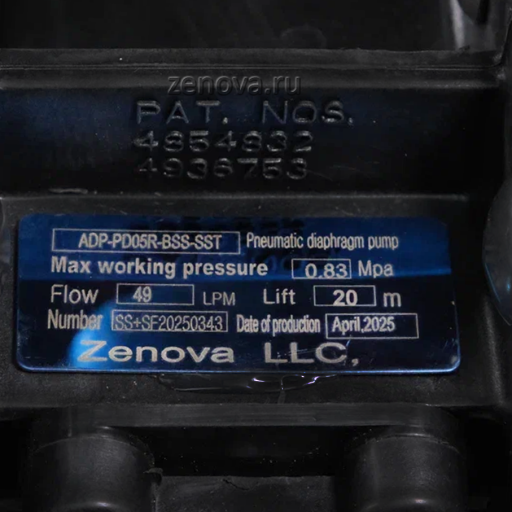 zenova.ru
PAT. NOS.
4854832
4936753
ADP-PD05R-BSS-SST Pneumatic diaphragm pump
Max working pressure 0,83 Mpa
Flow 49 LPM Lift 20 m
Number SS+SF20250343 Date of production April,2025
Zenova LLC,